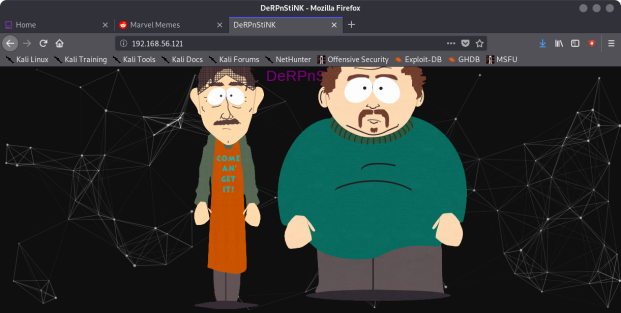 DeRPnStiNK - Mozilla Firefox
Home
Marvel Memes
DeRPnStiNK
192.168.56.121
Kali Linux
Kali Training
Kali Tools
Kali Docs
Kali Forums
NetHunter
Offensive Security
Exploit-DB
GHDB
MSFU
DeRPnS
COME
AN'
GET
IT!